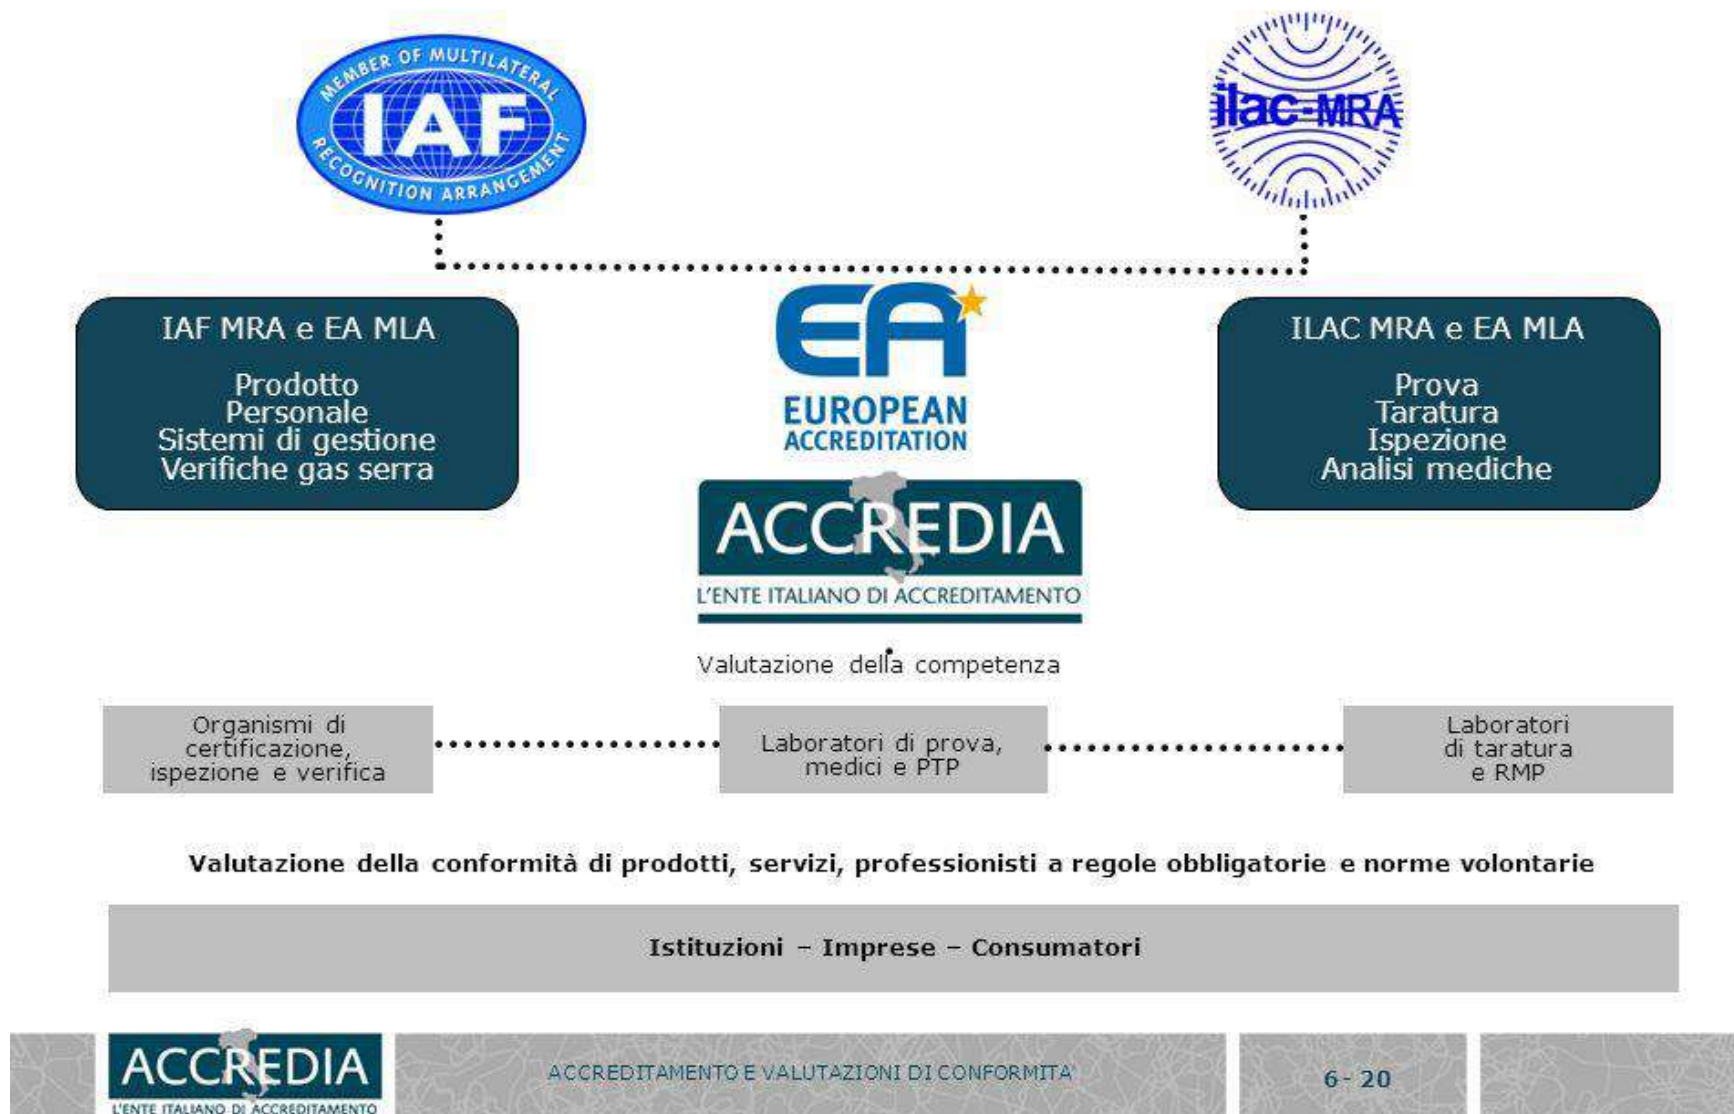 MEMBER OF MULTILATERAL
IAF
RECOGNITION ARRANGEMENT
ilac-MRA
IAF MRA e EA MLA
Prodotto
Personale
Sistemi di gestione
Verifiche gas serra
EA
EUROPEAN
ACCREDITATION
ILAC MRA e EA MLA
Prova
Taratura
Ispezione
Analisi mediche
ACCREDIA
L'ENTE ITALIANO DI ACCREDITAMENTO
Valutazione della competenza
Organismi di
certificazione,
ispezione e verifica
Laboratori di prova,
medici e PTP
Laboratori
di taratura
e RMP
Valutazione della conformità di prodotti, servizi, professionisti a regole obbligatorie e norme volontarie
Istituzioni – Imprese – Consumatori
ACCREDIA
L'ENTE ITALIANO DI ACCREDITAMENTO
ACCREDITAMENTO E VALUTAZIONI DI CONFORMITA'
6- 20